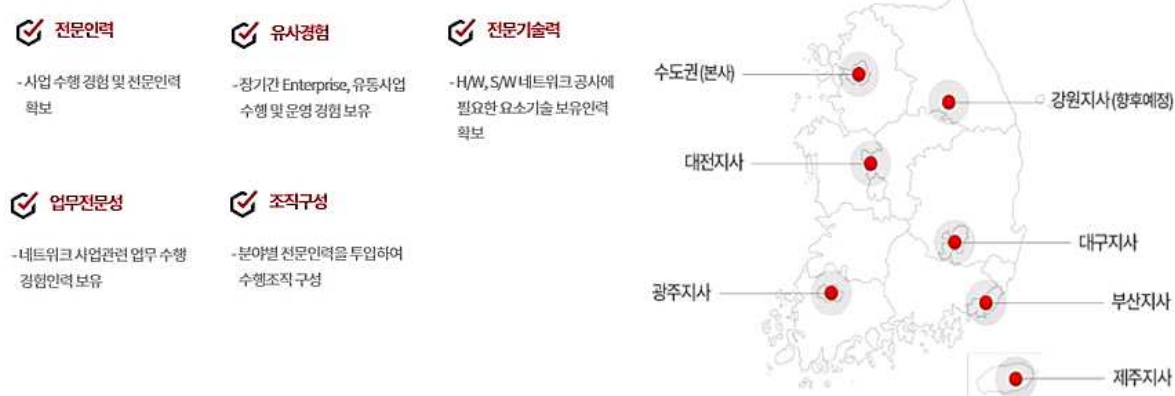 전문인력
- 사업 수행 경험 및 전문인력
확보
유사경험
- 장기간 Enterprise, 유통사업
수행 및 운영 경험 보유
전문기술력
- H/W, S/W 네트워크 공사에
필요한 요소기술 보유인력
확보
업무전문성
- 네트워크 사업관련 업무 수행
경험인력 보유
조직구성
- 분야별 전문인력을 투입하여
수행조직 구성
수도권 (본사)
강원지사 (향후예정)
대전지사
대구지사
광주지사
부산지사
제주지사